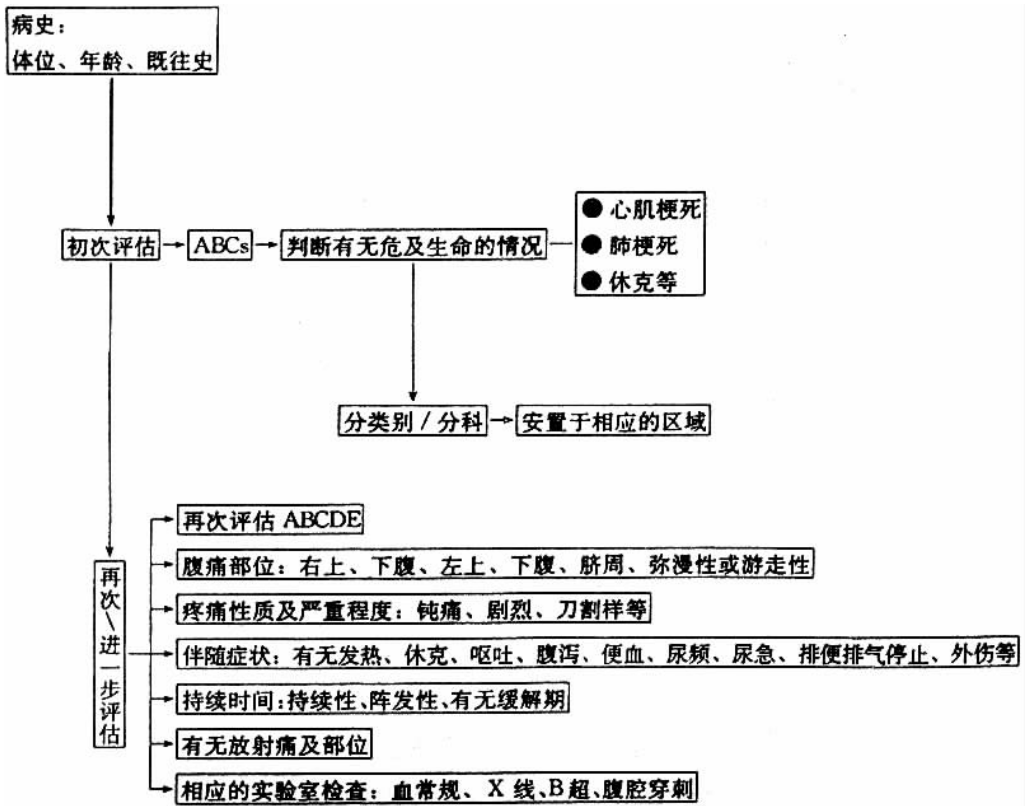 病史：
体位、年龄、既往史
初次评估
ABCs
判断有无危及生命的情况
● 心肌梗死
● 肺梗死
● 休克等
分类别/分科
安置于相应的区域
再次\进一步评估
再次评估 ABCDE
腹痛部位：右上、下腹、左上、下腹、脐周、弥漫性或游走性
疼痛性质及严重程度：钝痛、剧烈、刀割样等
伴随症状：有无发热、休克、呕吐、腹泻、便血、尿频、尿急、排便排气停止、外伤等
持续时间：持续性、阵发性、有无缓解期
有无放射痛及部位
相应的实验室检查：血常规、X 线、B超、腹腔穿刺